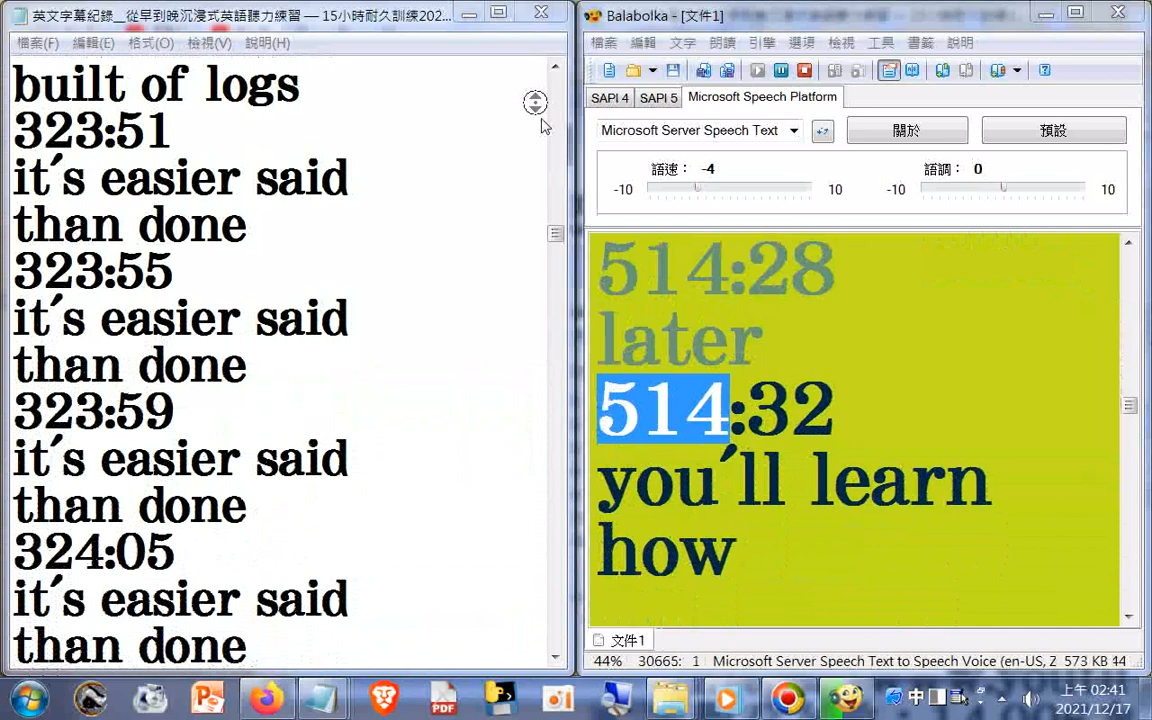 英文字幕紀錄__從早到晚沉浸式英語聽力練習 — 15小時耐久訓練202...
檔案(F) 編輯(E) 格式(O) 檢視(V) 說明(H)
built of logs
323:51
it's easier said
than done
323:55
it's easier said
than done
323:59
it's easier said
than done
324:05
it's easier said
than done
Balabolka - [文件1]
檔案 編輯 文字 朗讀 引擎 選項 檢視 工具 書籤 說明
SAPI 4 SAPI 5 Microsoft Speech Platform
Microsoft Server Speech Text 關於 預設
語速： -4 語調： 0
-10 10 -10 10
514:28
later
514:32
you'll learn
how
文件1
44% 30665: 1 Microsoft Server Speech Text to Speech Voice (en-US, Z 573 KB 44
中
上午 02:41
2021/12/17